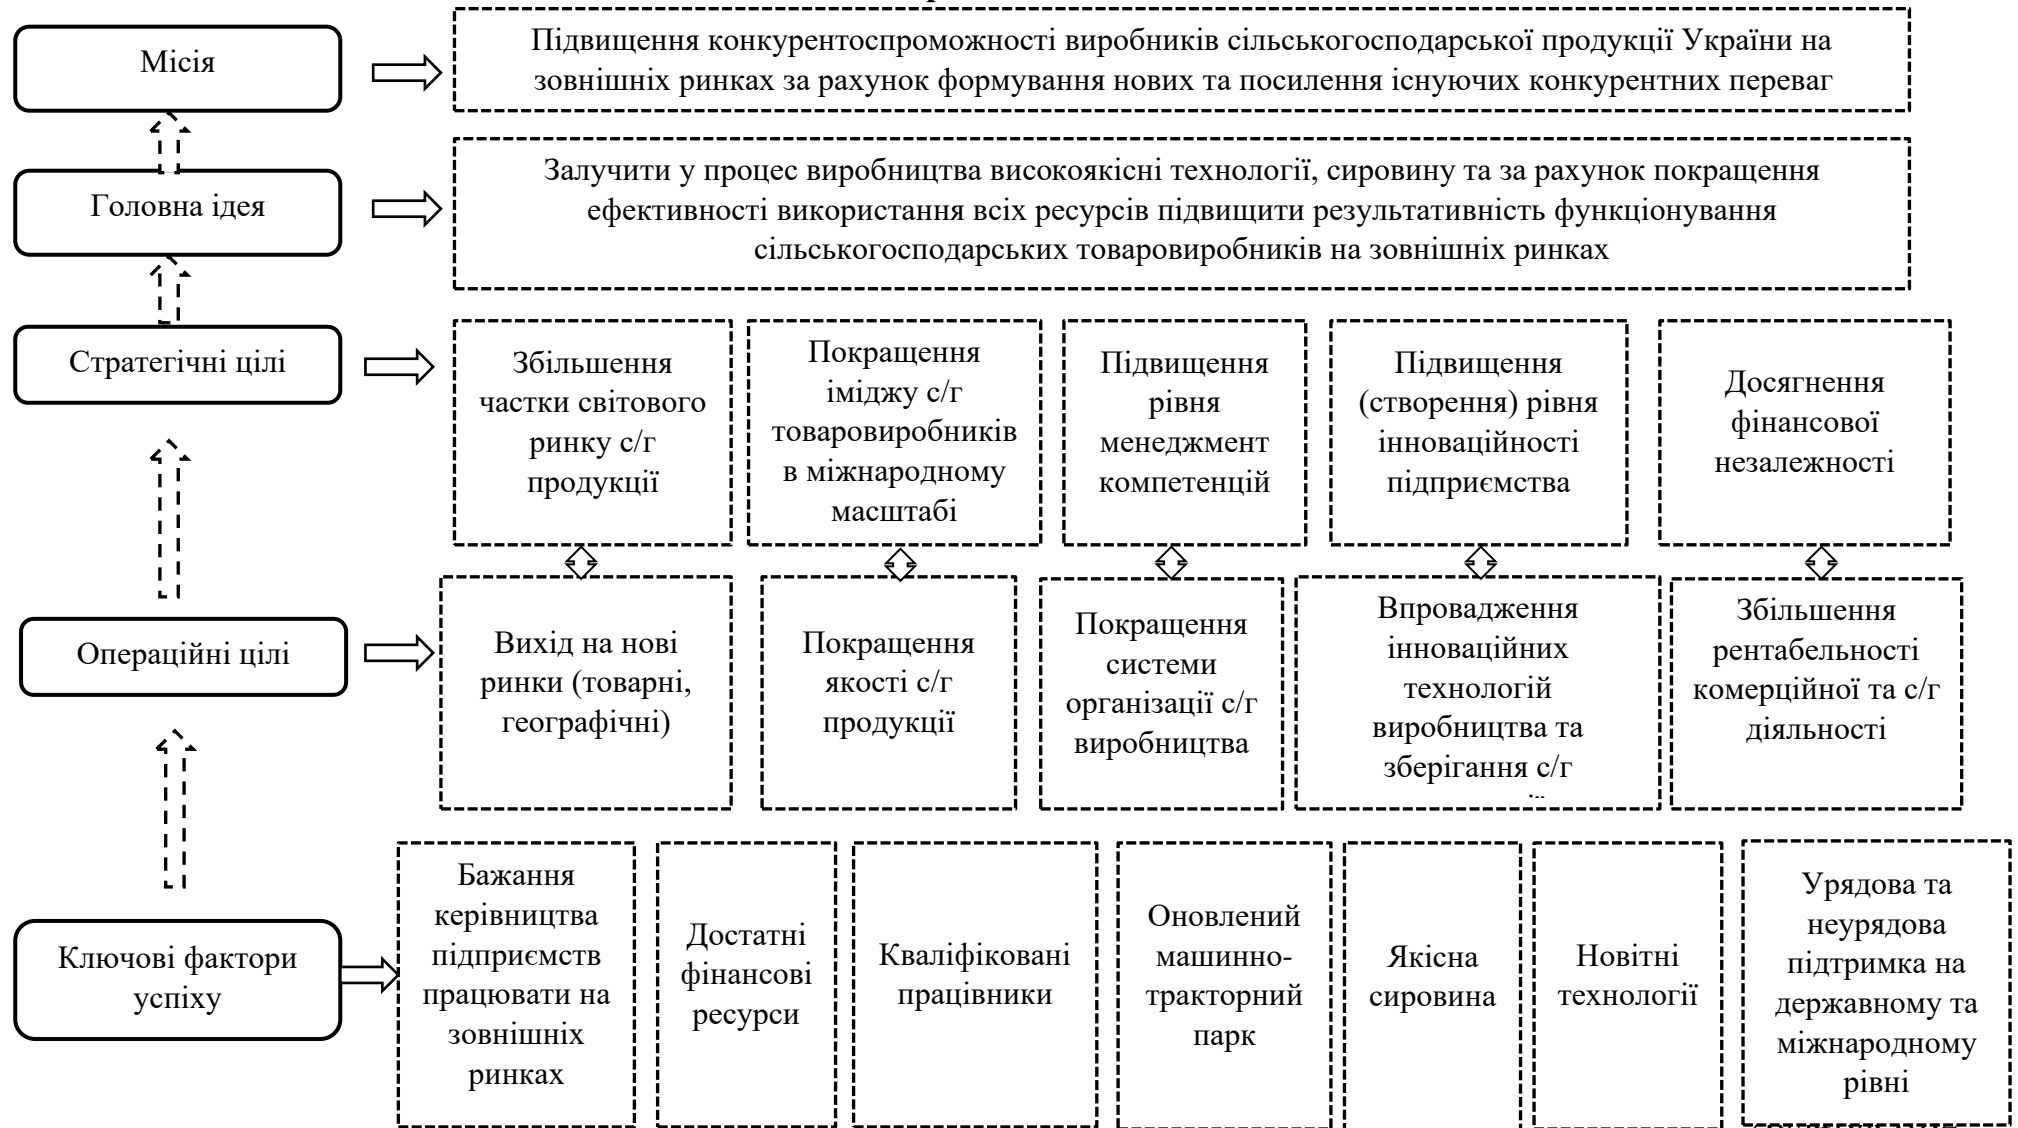 Місія
Підвищення конкурентоспроможності виробників сільськогосподарської продукції України на
зовнішніх ринках за рахунок формування нових та посилення існуючих конкурентних переваг
Головна ідея
Залучити у процес виробництва високоякісні технології, сировину та за рахунок покращення
ефективності використання всіх ресурсів підвищити результативність функціонування
сільськогосподарських товаровиробників на зовнішніх ринках
Стратегічні цілі
Збільшення
частки світового
ринку с/г
продукції
Покращення
іміджу с/г
товаровиробників
в міжнародному
масштабі
Підвищення
рівня
менеджмент
компетенцій
Підвищення
(створення) рівня
інноваційності
підприємства
Досягнення
фінансової
незалежності
Операційні цілі
Вихід на нові
ринки (товарні,
географічні)
Покращення
якості с/г
продукції
Покращення
системи
організації с/г
виробництва
Впровадження
інноваційних
технологій
виробництва та
зберігання с/г
Збільшення
рентабельності
комерційної та с/г
діяльності
Ключові фактори
успіху
Бажання
керівництва
підприємств
працювати на
зовнішніх
ринках
Достатні
фінансові
ресурси
Кваліфіковані
працівники
Оновлений
машинно-
тракторний
парк
Якісна
сировина
Новітні
технології
Урядова та
неурядова
підтримка на
державному та
міжнародному
рівні